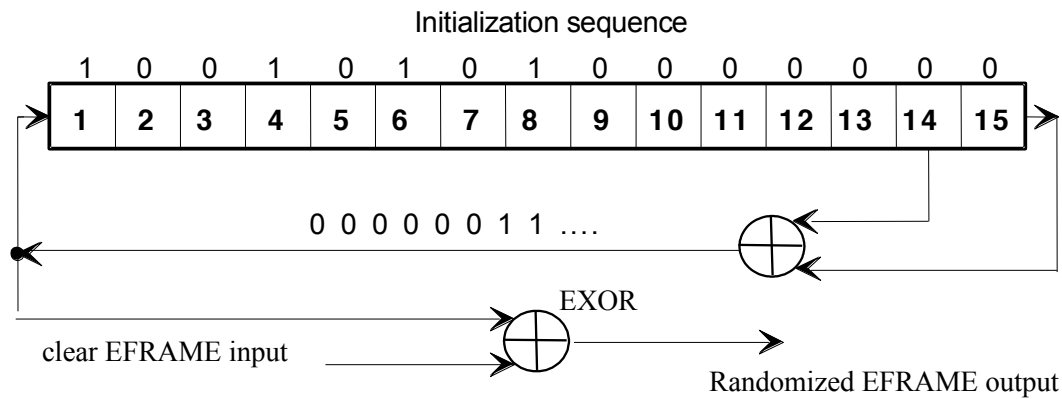 Initialization sequence
1 0 0 1 0 1 0 1 0 0 0 0 0 0 0
1 2 3 4 5 6 7 8 9 10 11 12 13 14 15
0 0 0 0 0 0 1 1 ....
EXOR
clear EFRAME input
Randomized EFRAME output